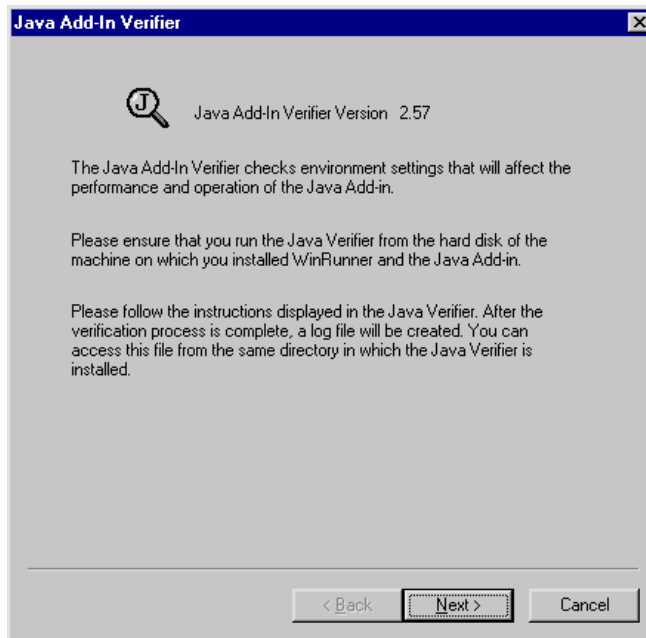 Java Add-In Verifier
J
Java Add-In Verifier Version 2.57
The Java Add-In Verifier checks environment settings that will affect the
performance and operation of the Java Add-in.
Please ensure that you run the Java Verifier from the hard disk of the
machine on which you installed WinRunner and the Java Add-in.
Please follow the instructions displayed in the Java Verifier. After the
verification process is complete, a log file will be created. You can
access this file from the same directory in which the Java Verifier is
installed.
< Back Next > Cancel